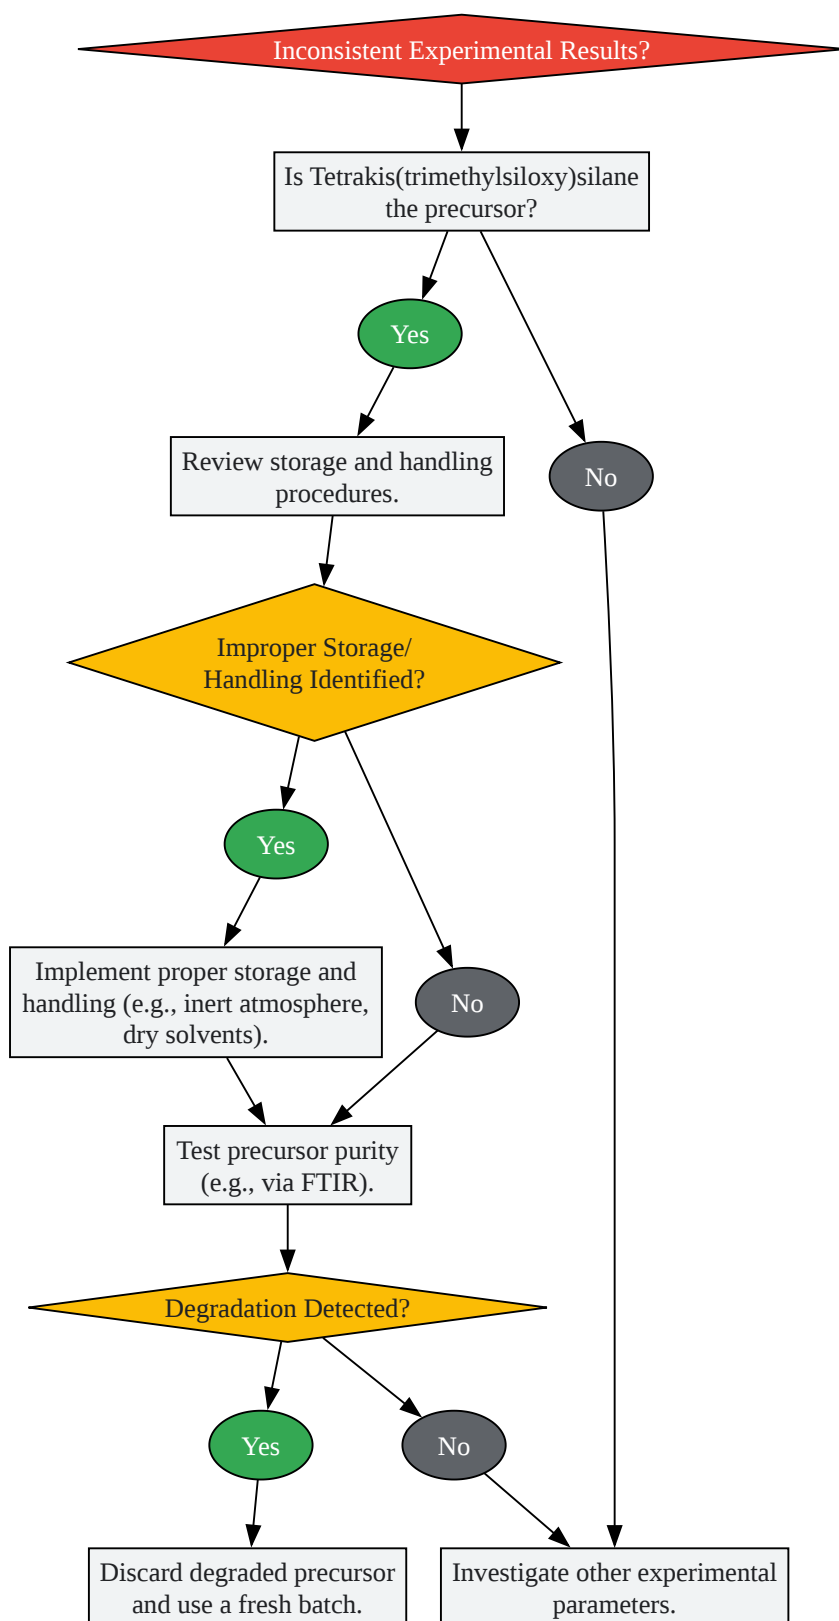 Inconsistent Experimental Results?
Is Tetrakis(trimethylsiloxy)silane
the precursor?
Yes
Review storage and handling
procedures.
No
Improper Storage/
Handling Identified?
Yes
Implement proper storage and
handling (e.g., inert atmosphere,
dry solvents).
No
Test precursor purity
(e.g., via FTIR).
Degradation Detected?
Yes
No
Discard degraded precursor
and use a fresh batch.
Investigate other experimental
parameters.